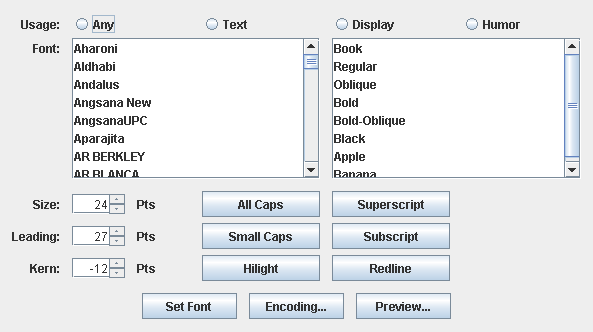 Usage: Any Text Display Humor
Font: Aharoni Book
Aldhabi Regular
Andalus Oblique
Angsana New Bold
AngsanaUPC Bold-Oblique
Aparajita Black
AR BERKLEY Apple
AR BLANCA Banana
Size: 24 Pts All Caps Superscript
Leading: 27 Pts Small Caps Subscript
Kern: -12 Pts Hilight Redline
Set Font Encoding... Preview...